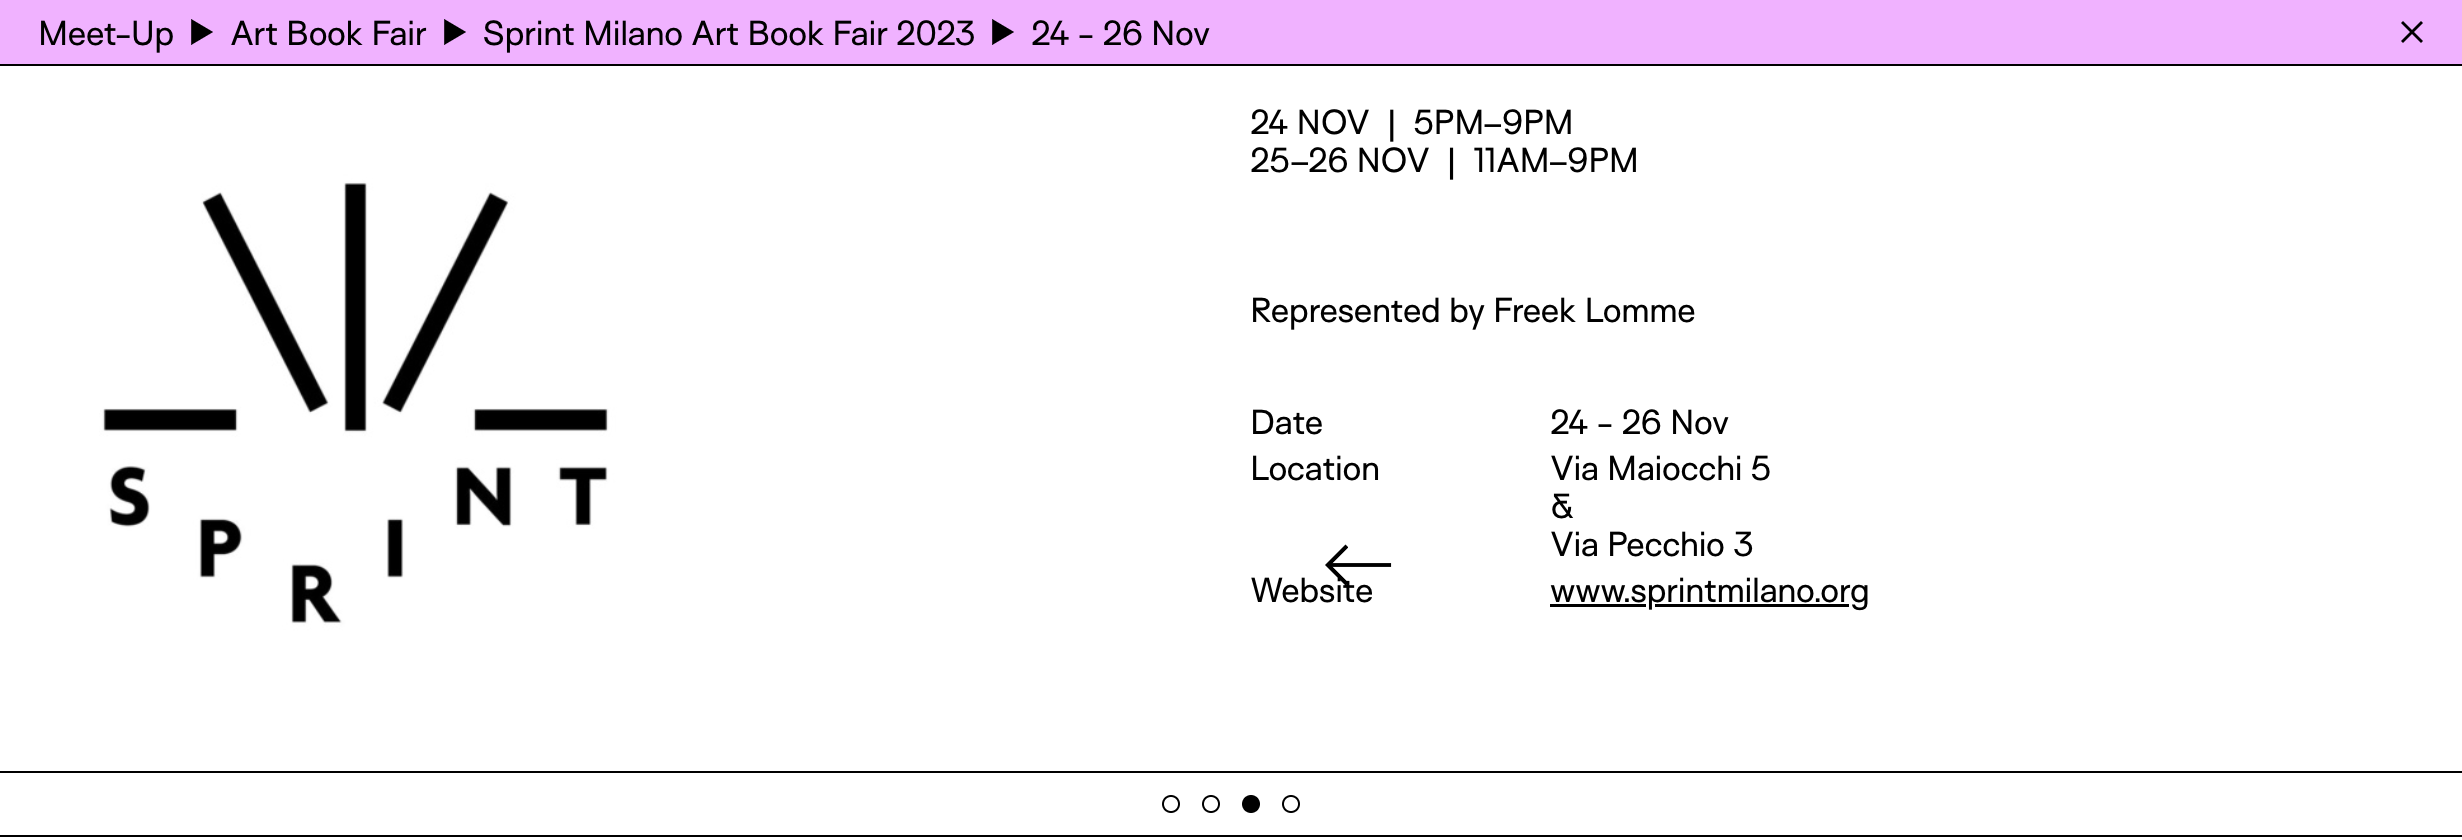 Meet-Up ▶ Art Book Fair ▶ Sprint Milano Art Book Fair 2023 ▶ 24 - 26 Nov
24 NOV | 5PM–9PM
25–26 NOV | 11AM–9PM
Represented by Freek Lomme
Date 24 - 26 Nov
Location Via Maiocchi 5
&
Via Pecchio 3
Website www.sprintmilano.org
SPRINT